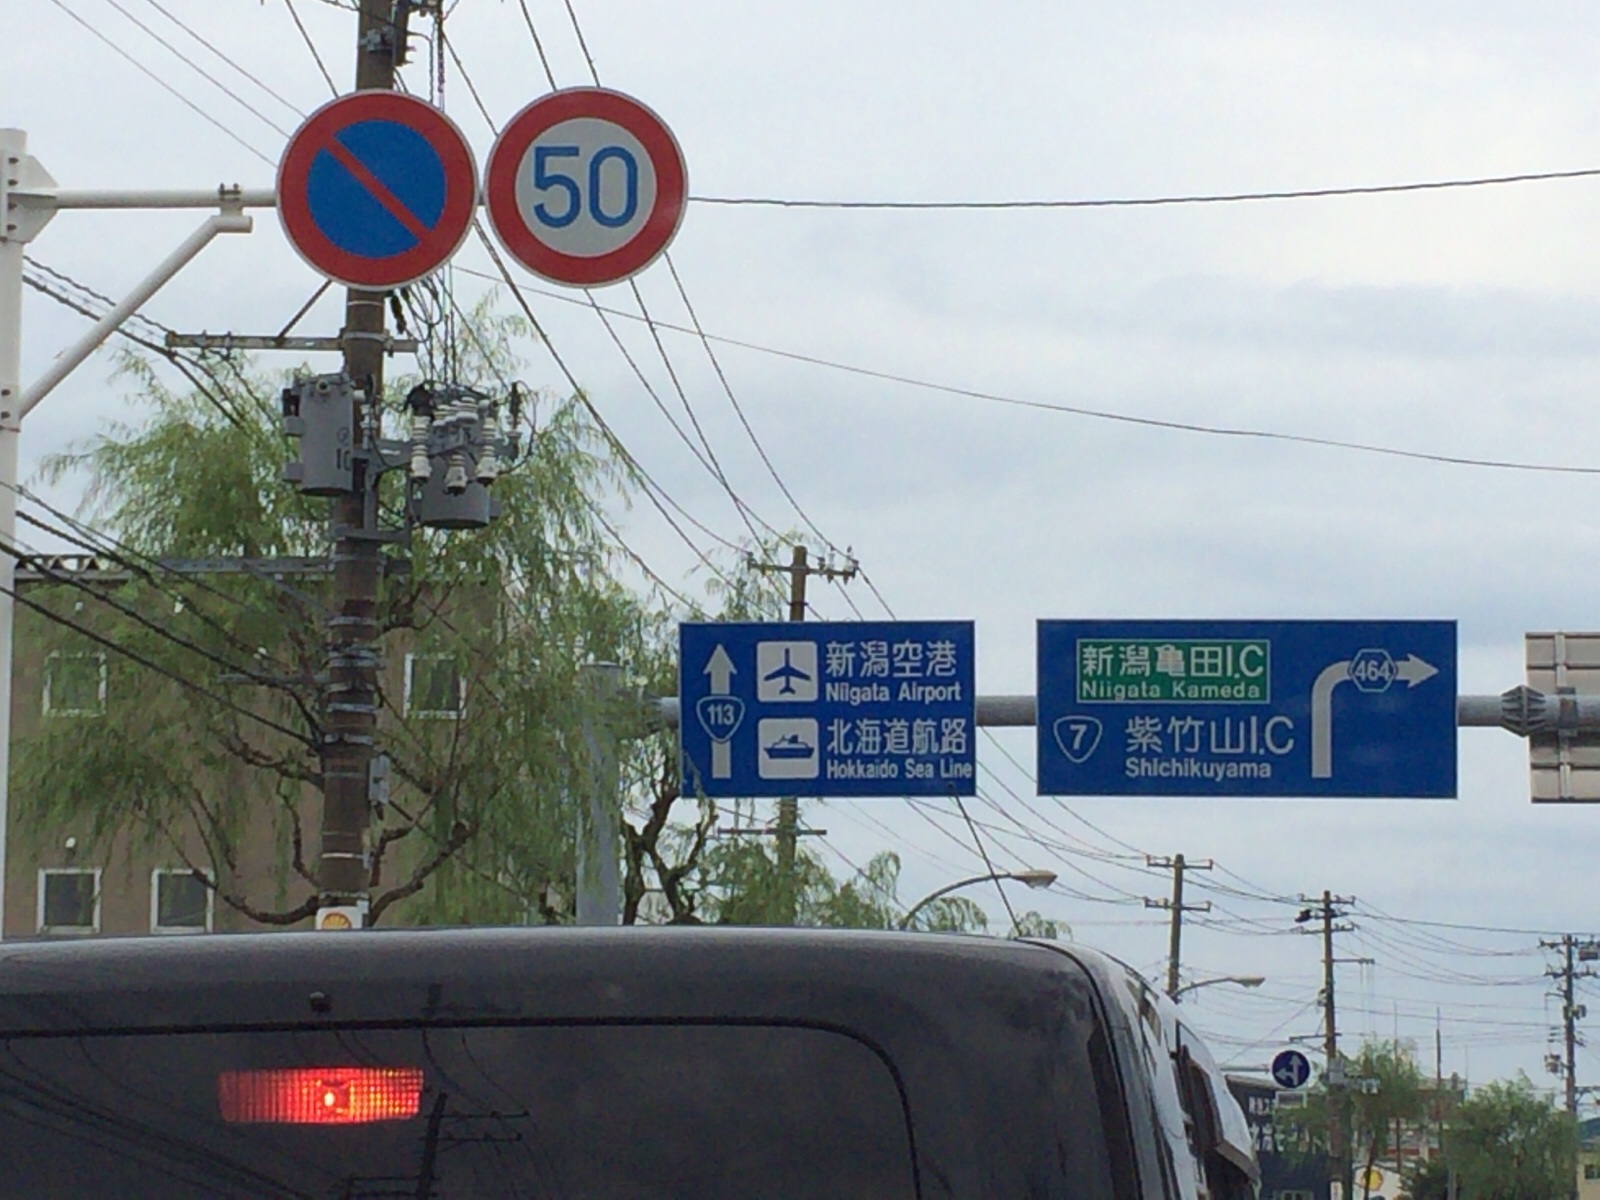 50
113
新潟空港
Niigata Airport
北海道航路
Hokkaido Sea Line
新潟亀田I.C
Niigata Kameda
7
紫竹山I.C
Shichikuyama
464
10